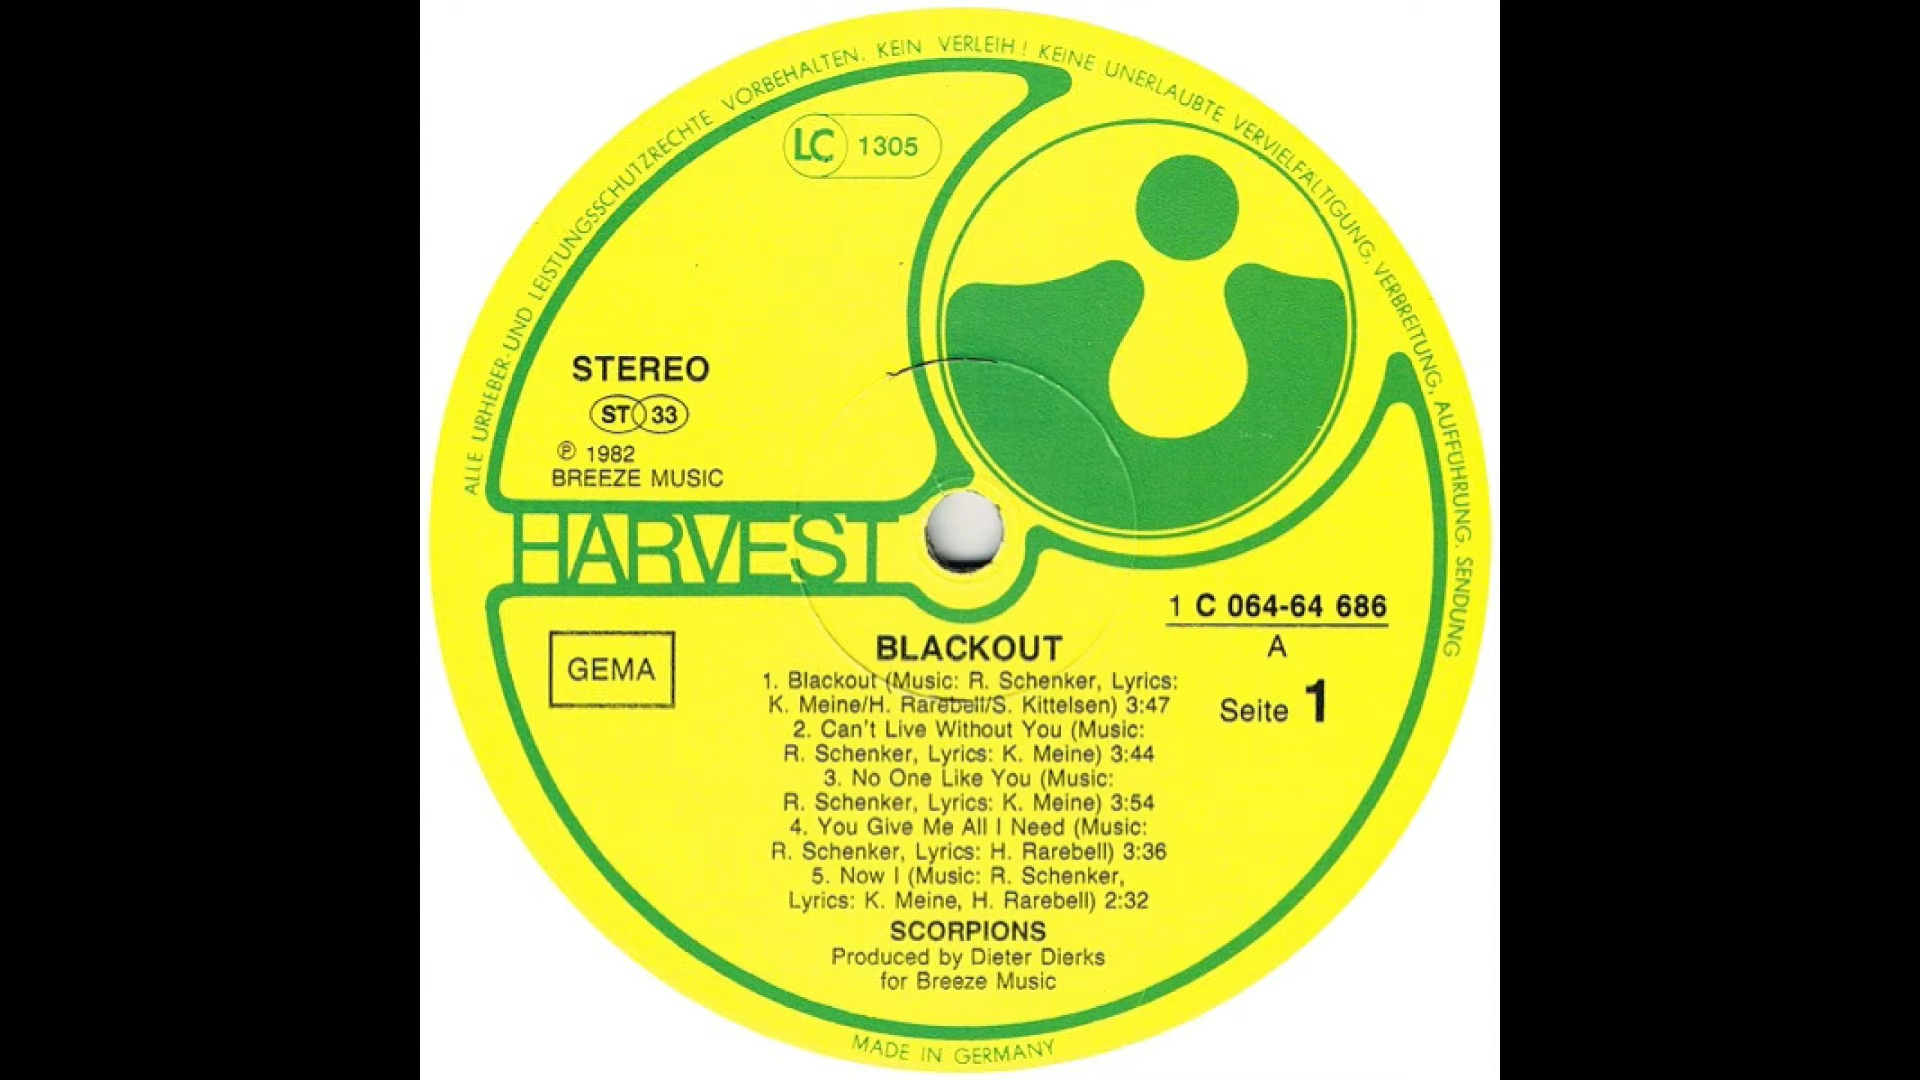 ALLE URHEBER- UND LEISTUNGSSCHUTZRECHTE VORBEHALTEN. KEIN VERLEIH! KEINE UNERLAUBTE VERVIELFÄLTIGUNG, VERBREITUNG, AUFFÜHRUNG. SENDUNG
LC 1305
STEREO
ST 33
℗ 1982
BREEZE MUSIC
HARVEST
1 C 064-64 686
A
Seite 1
GEMA
BLACKOUT
1. Blackout (Music: R. Schenker, Lyrics:
K. Meine/H. Rarebell/S. Kittelsen) 3:47
2. Can't Live Without You (Music:
R. Schenker, Lyrics: K. Meine) 3:44
3. No One Like You (Music:
R. Schenker, Lyrics: K. Meine) 3:54
4. You Give Me All I Need (Music:
R. Schenker, Lyrics: H. Rarebell) 3:36
5. Now I (Music: R. Schenker,
Lyrics: K. Meine, H. Rarebell) 2:32
SCORPIONS
Produced by Dieter Dierks
for Breeze Music
MADE IN GERMANY